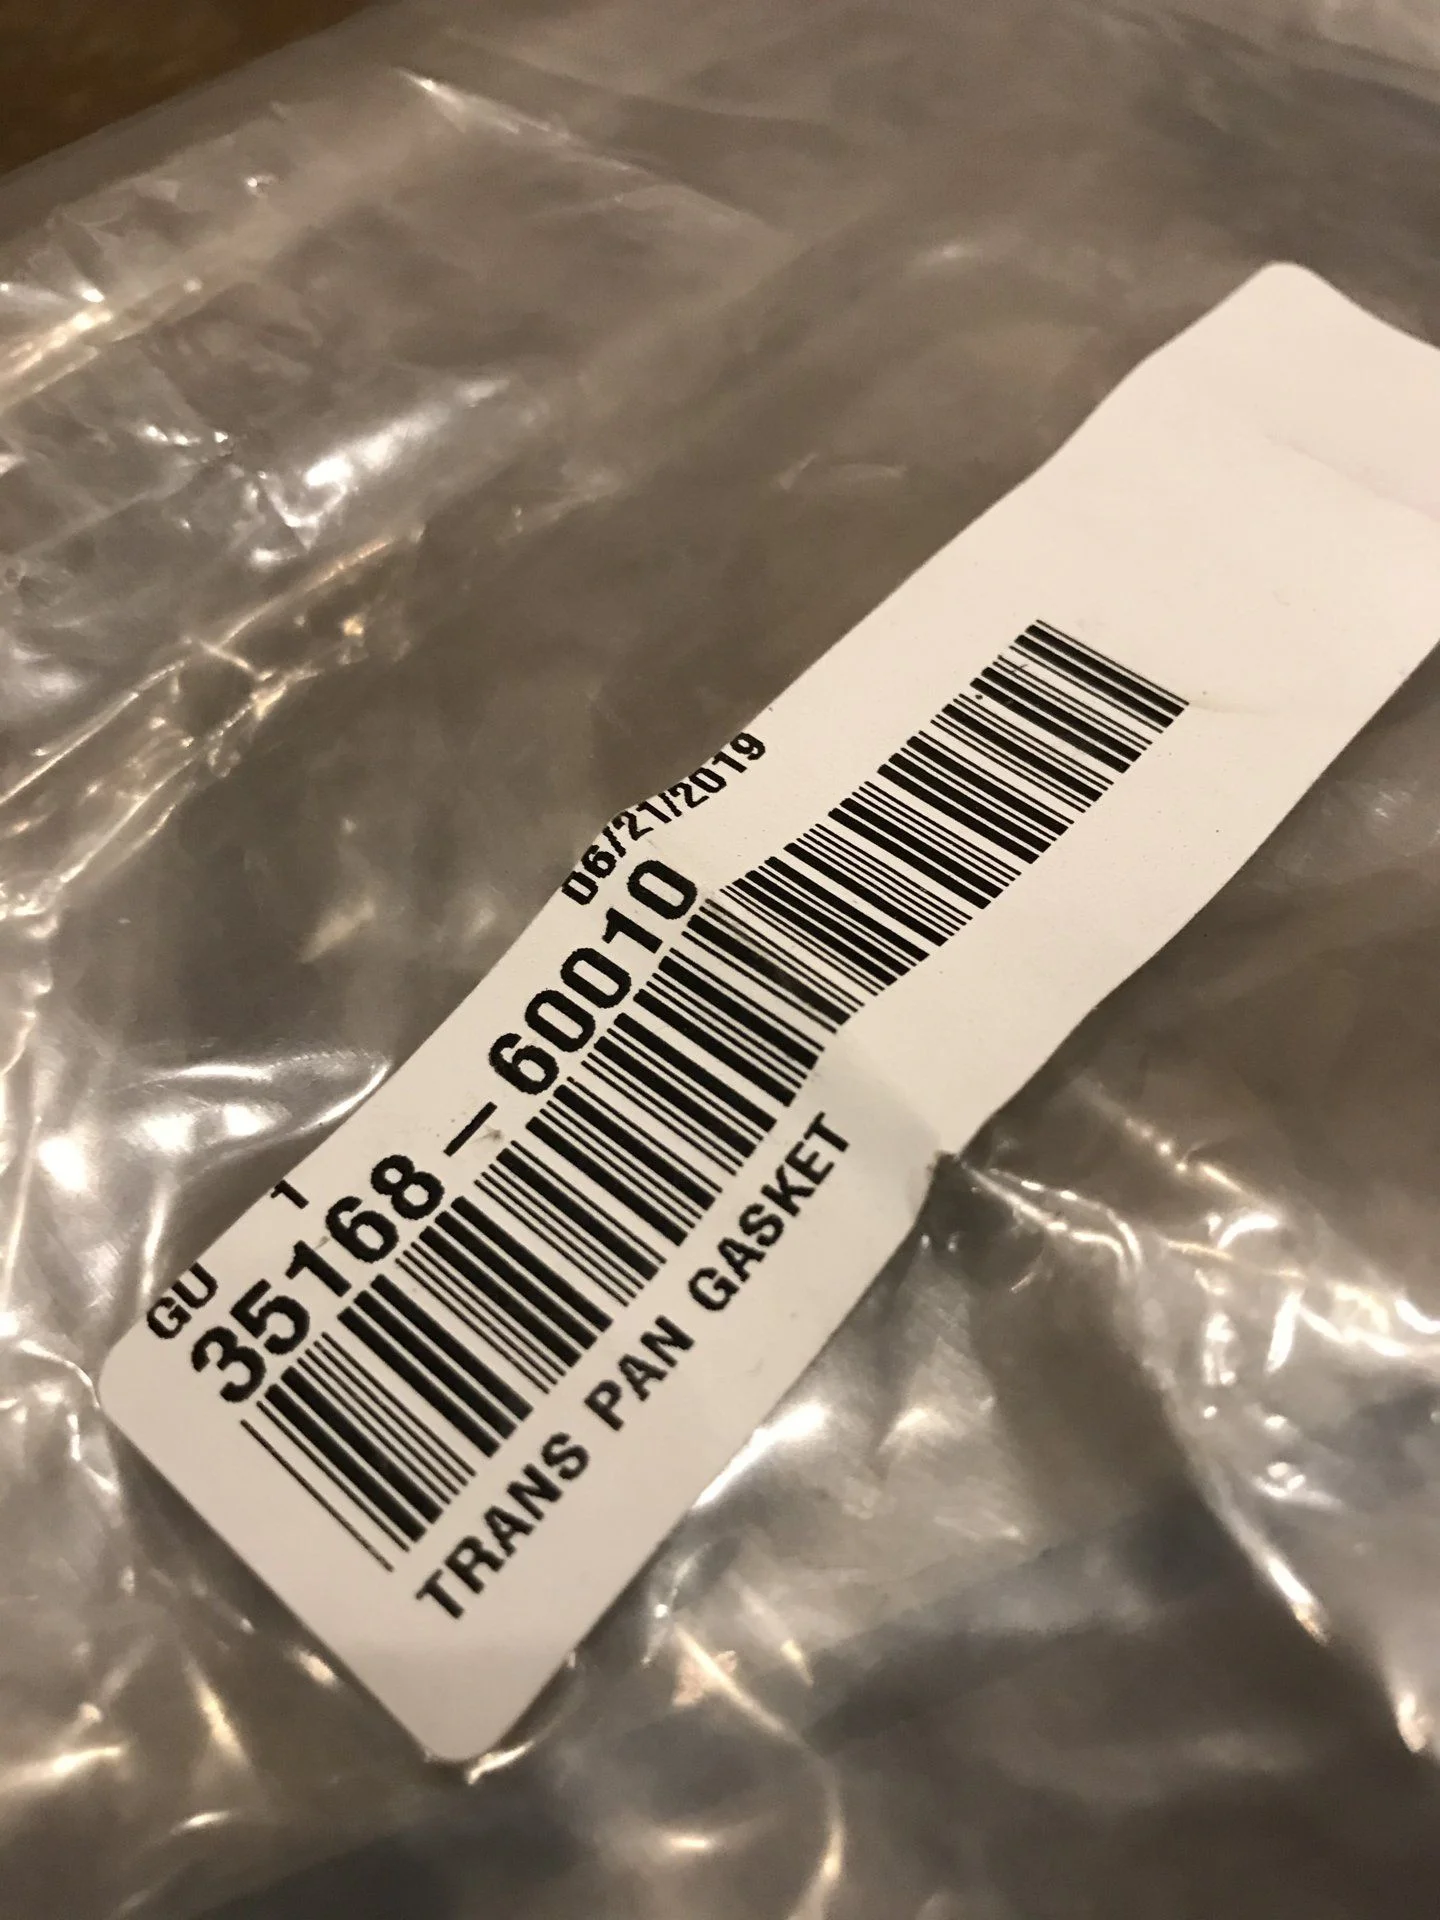 GU 1 06/21/2019
35168-60010
TRANS PAN GASKET